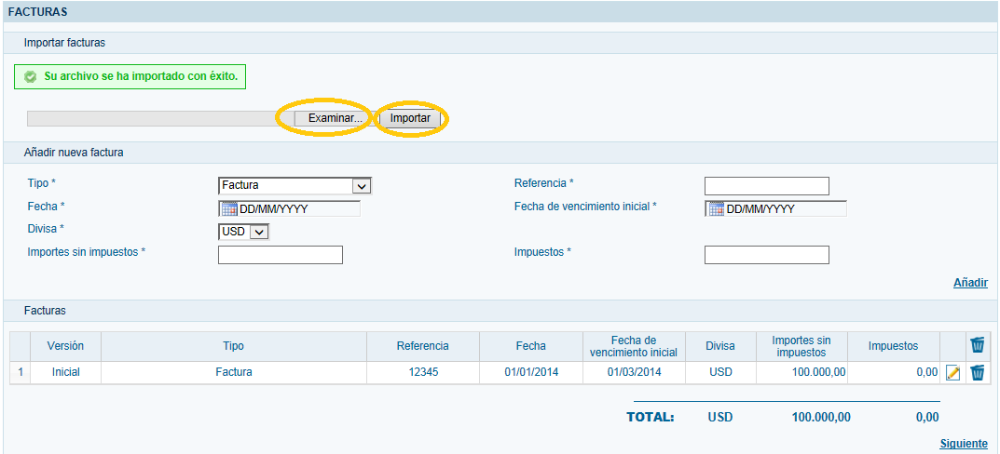 FACTURAS
Importar facturas
Su archivo se ha importado con éxito.
Examinar... Importar
Añadir nueva factura
Tipo * Factura Referencia *
Fecha * DD/MM/YYYY Fecha de vencimiento inicial * DD/MM/YYYY
Divisa * USD
Importes sin impuestos * Impuestos *
Añadir
Facturas
Versión Tipo Referencia Fecha Fecha de vencimiento inicial Divisa Importes sin impuestos Impuestos
1 Inicial Factura 12345 01/01/2014 01/03/2014 USD 100.000,00 0,00
TOTAL: USD 100.000,00 0,00
Siguiente